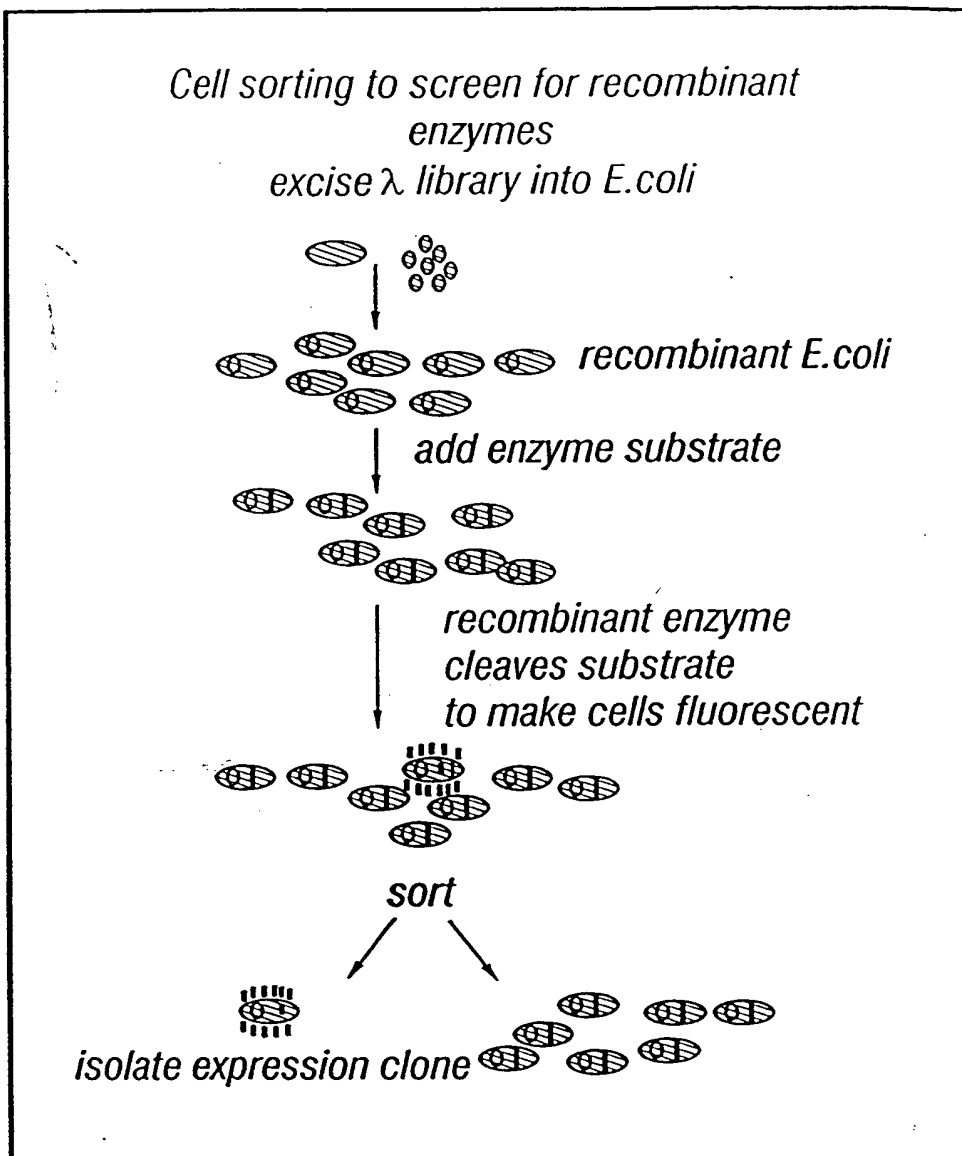 Cell sorting to screen for recombinant
enzymes
excise λ library into E.coli
recombinant E.coli
add enzyme substrate
recombinant enzyme
cleaves substrate
to make cells fluorescent
sort
isolate expression clone